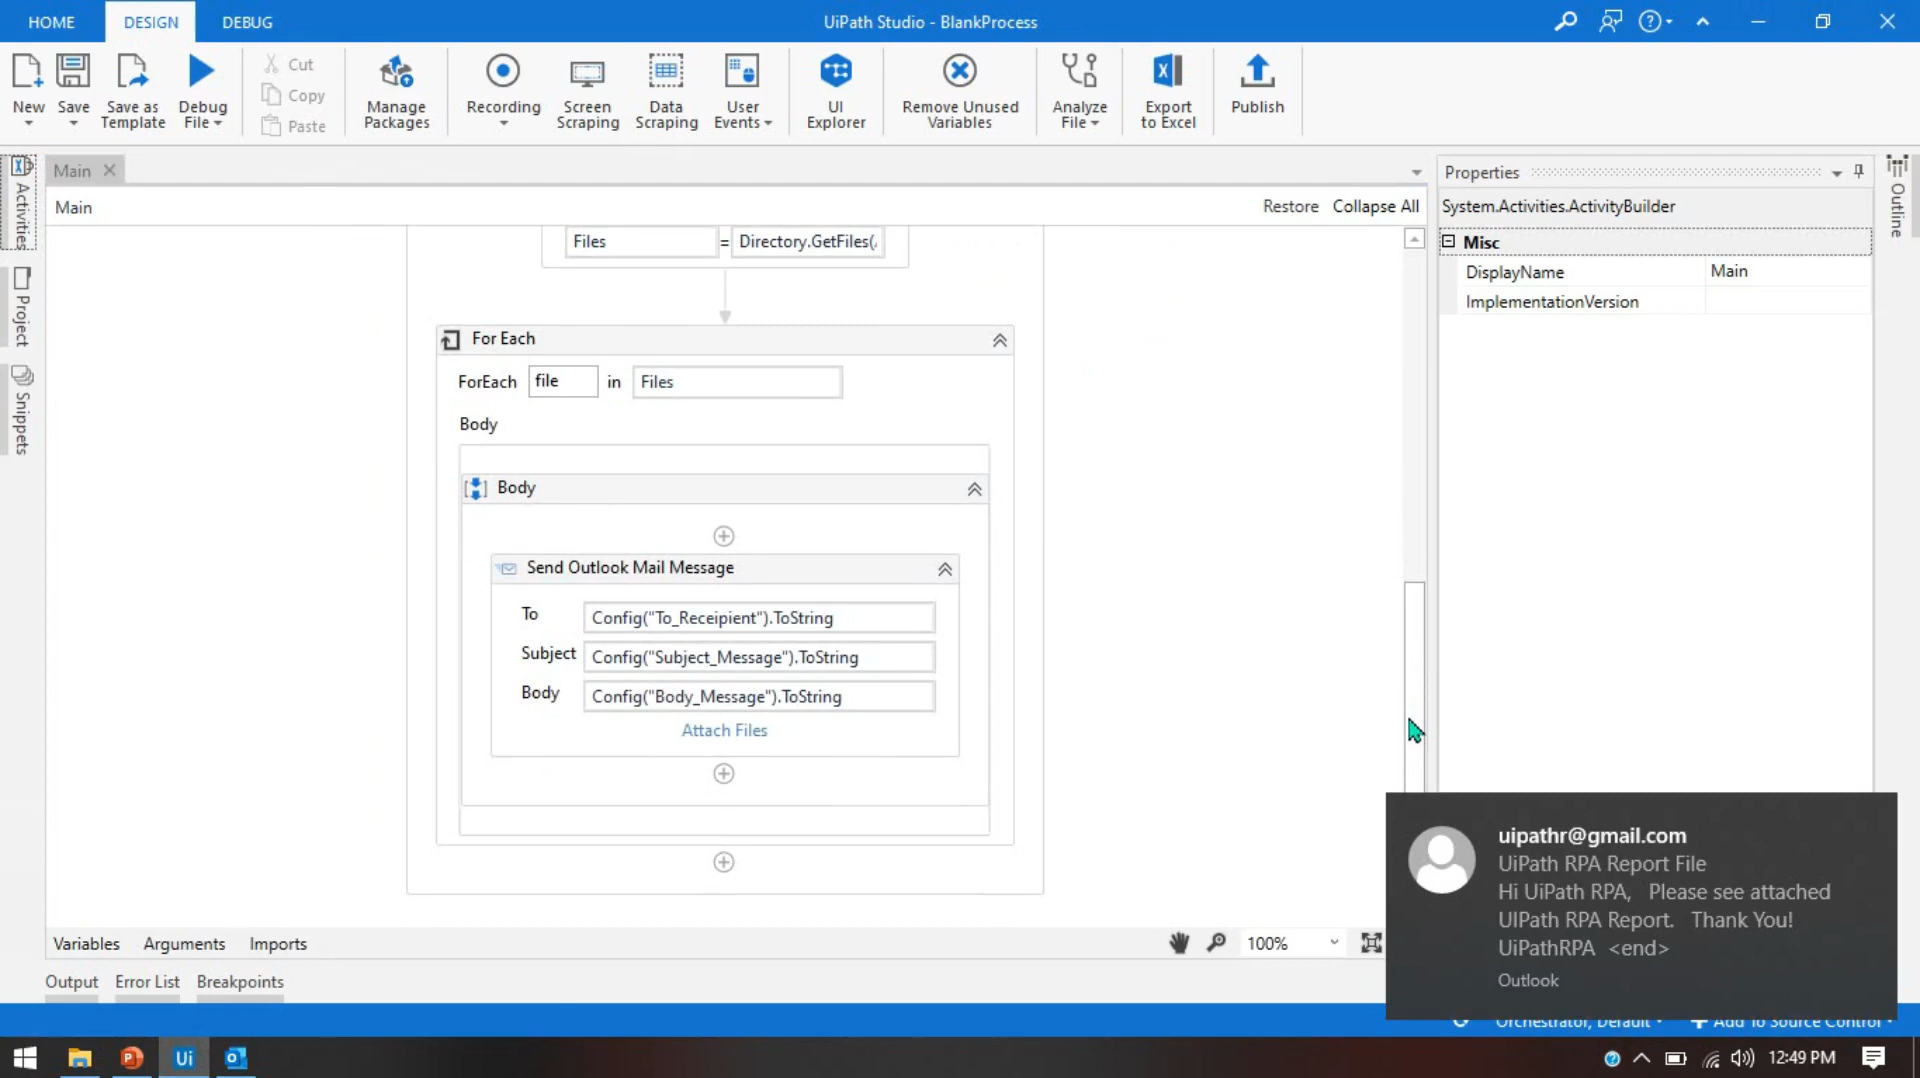 HOME DESIGN DEBUG UiPath Studio - BlankProcess
New Save Save as Template Debug File Cut Copy Paste Manage Packages Recording Screen Scraping Data Scraping User Events UI Explorer Remove Unused Variables Analyze File Export to Excel Publish
Main
Main Restore Collapse All
Activities
Project
Snippets
Files = Directory.GetFiles(
For Each
ForEach file in Files
Body
Body
Send Outlook Mail Message
To Config("To_Receipient").ToString
Subject Config("Subject_Message").ToString
Body Config("Body_Message").ToString
Attach Files
Properties
System.Activities.ActivityBuilder
Misc
DisplayName Main
ImplementationVersion
Outline
Variables Arguments Imports 100%
Output Error List Breakpoints
uipathr@gmail.com
UiPath RPA Report File
Hi UiPath RPA, Please see attached
UIPath RPA Report. Thank You!
UiPathRPA <end>
Outlook
Orchestrator, Default Add To Source Control
Ui 12:49 PM